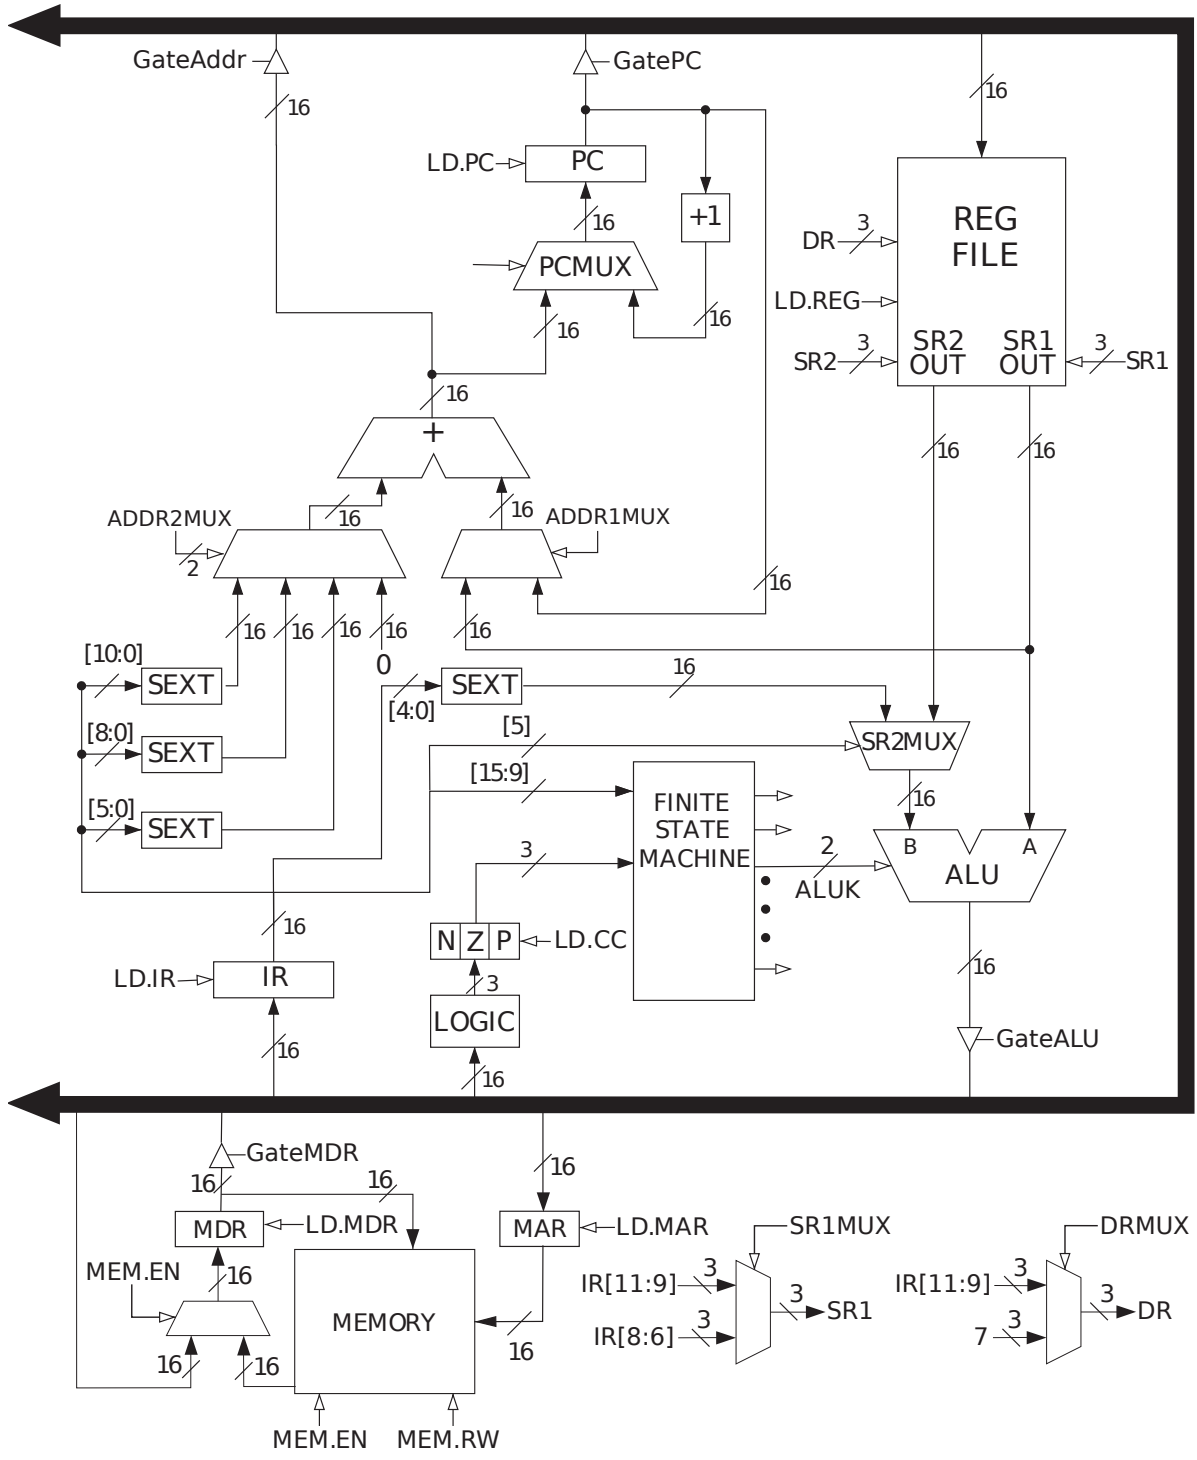 GateAddr
GatePC
16
16
LD.PC
PC
+1
16
PCMUX
16
16
REG
FILE
DR
3
LD.REG
SR2
3
SR2
OUT
SR1
OUT
3
SR1
16
+
16
16
ADDR2MUX
2
16
16
ADDR1MUX
16
16
16
16
16
16
0
[10:0]
SEXT
[4:0]
SEXT
16
[8:0]
SEXT
[5]
SR2MUX
[15:9]
16
[5:0]
SEXT
FINITE
STATE
MACHINE
3
2
ALUK
B
A
ALU
16
N Z P
LD.CC
16
LD.IR
IR
3
LOGIC
GateALU
16
16
GateMDR
16
16
16
MDR
LD.MDR
MAR
LD.MAR
SR1MUX
DRMUX
MEM.EN
16
MEMORY
16
IR[11:9]
3
IR[8:6]
3
3
SR1
IR[11:9]
3
7
3
3
DR
16
16
MEM.EN
MEM.RW